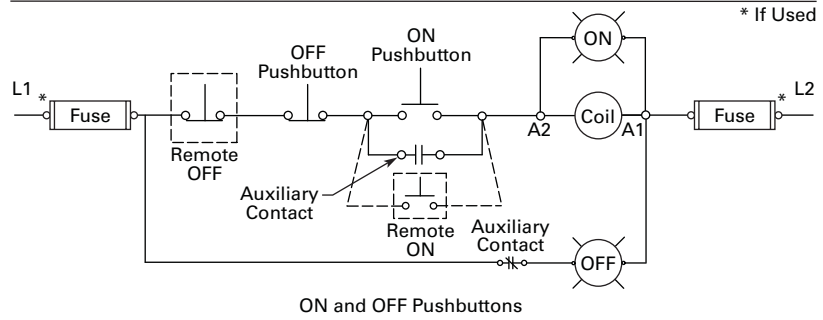 * If Used
ON
ON
Pushbutton
OFF
Pushbutton
L1
*
Fuse
Remote
OFF
A2
Coil
A1
Fuse
*
L2
Auxiliary
Contact
Remote
ON
Auxiliary
Contact
OFF
ON and OFF Pushbuttons